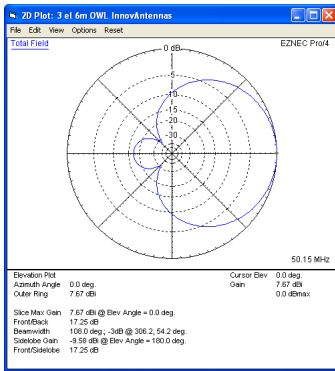 2D Plot: 3 el 6m OWL InnovAntennas
File Edit View Options Reset
Total Field
EZNEC Pro/4
0 dB
-5
-10
-15
-20
-30
50.15 MHz
Elevation Plot
Cursor Elev 0.0 deg.
Azimuth Angle 0.0 deg.
Gain 7.67 dBi
Outer Ring 7.67 dBi
0.0 dBmax
Slice Max Gain 7.67 dBi @ Elev Angle = 0.0 deg.
Front/Back 17.25 dB
Beamwidth 108.0 deg.; -3dB @ 306.2, 54.2 deg.
Sidelobe Gain -9.58 dBi @ Elev Angle = 180.0 deg.
Front/Sidelobe 17.25 dB